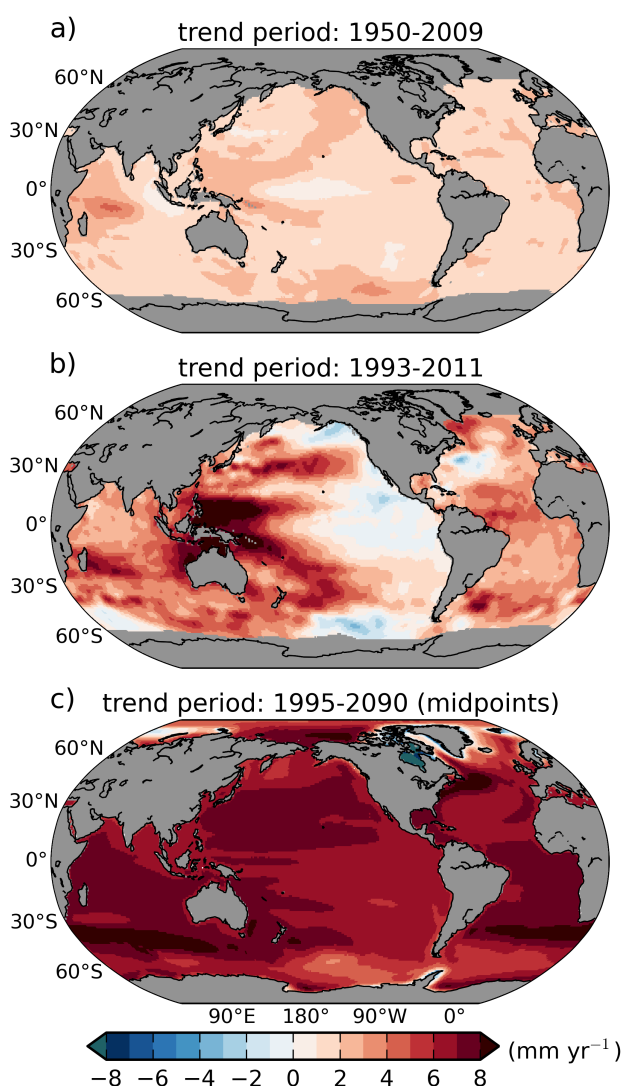 a) trend period: 1950-2009
60°N
30°N
0°
30°S
60°S
b) trend period: 1993-2011
60°N
30°N
0°
30°S
60°S
c) trend period: 1995-2090 (midpoints)
60°N
30°N
0°
30°S
60°S
90°E 180° 90°W 0°
−8 −6 −4 −2 0 2 4 6 8 (mm yr⁻¹)